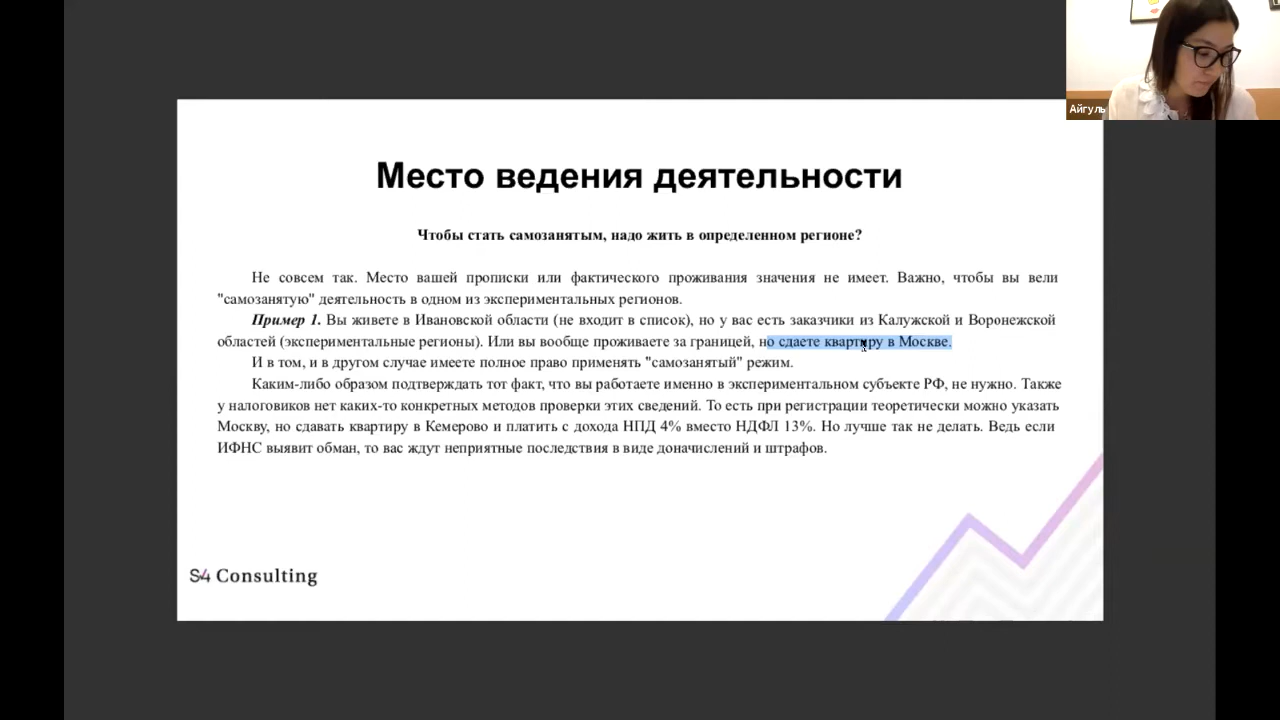 Айгуль
Место ведения деятельности
Чтобы стать самозанятым, надо жить в определенном регионе?
Не совсем так. Место вашей прописки или фактического проживания значения не имеет. Важно, чтобы вы вели
"самозанятую" деятельность в одном из экспериментальных регионов.
Пример 1. Вы живете в Ивановской области (не входит в список), но у вас есть заказчики из Калужской и Воронежской
областей (экспериментальные регионы). Или вы вообще проживаете за границей, но сдаете квартиру в Москве.
И в том, и в другом случае имеете полное право применять "самозанятый" режим.
Каким-либо образом подтверждать тот факт, что вы работаете именно в экспериментальном субъекте РФ, не нужно. Также
у налоговиков нет каких-то конкретных методов проверки этих сведений. То есть при регистрации теоретически можно указать
Москву, но сдавать квартиру в Кемерово и платить с дохода НПД 4% вместо НДФЛ 13%. Но лучше так не делать. Ведь если
ИФНС выявит обман, то вас ждут неприятные последствия в виде доначислений и штрафов.
S4 Consulting